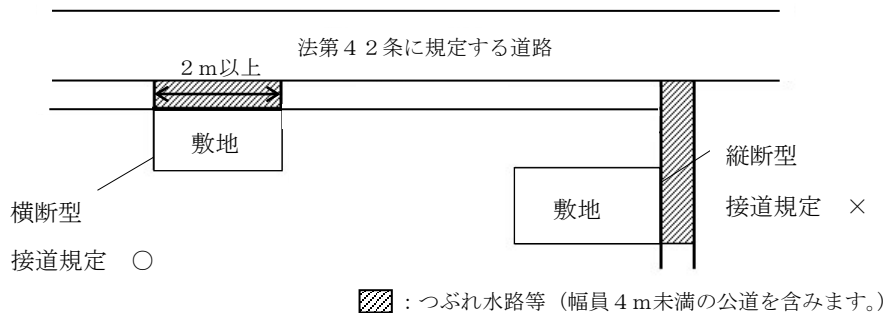 法第４２条に規定する道路
２ｍ以上
敷地
縦断型
敷地
接道規定　×
横断型
接道規定　○
：つぶれ水路等（幅員４ｍ未満の公道を含みます。）